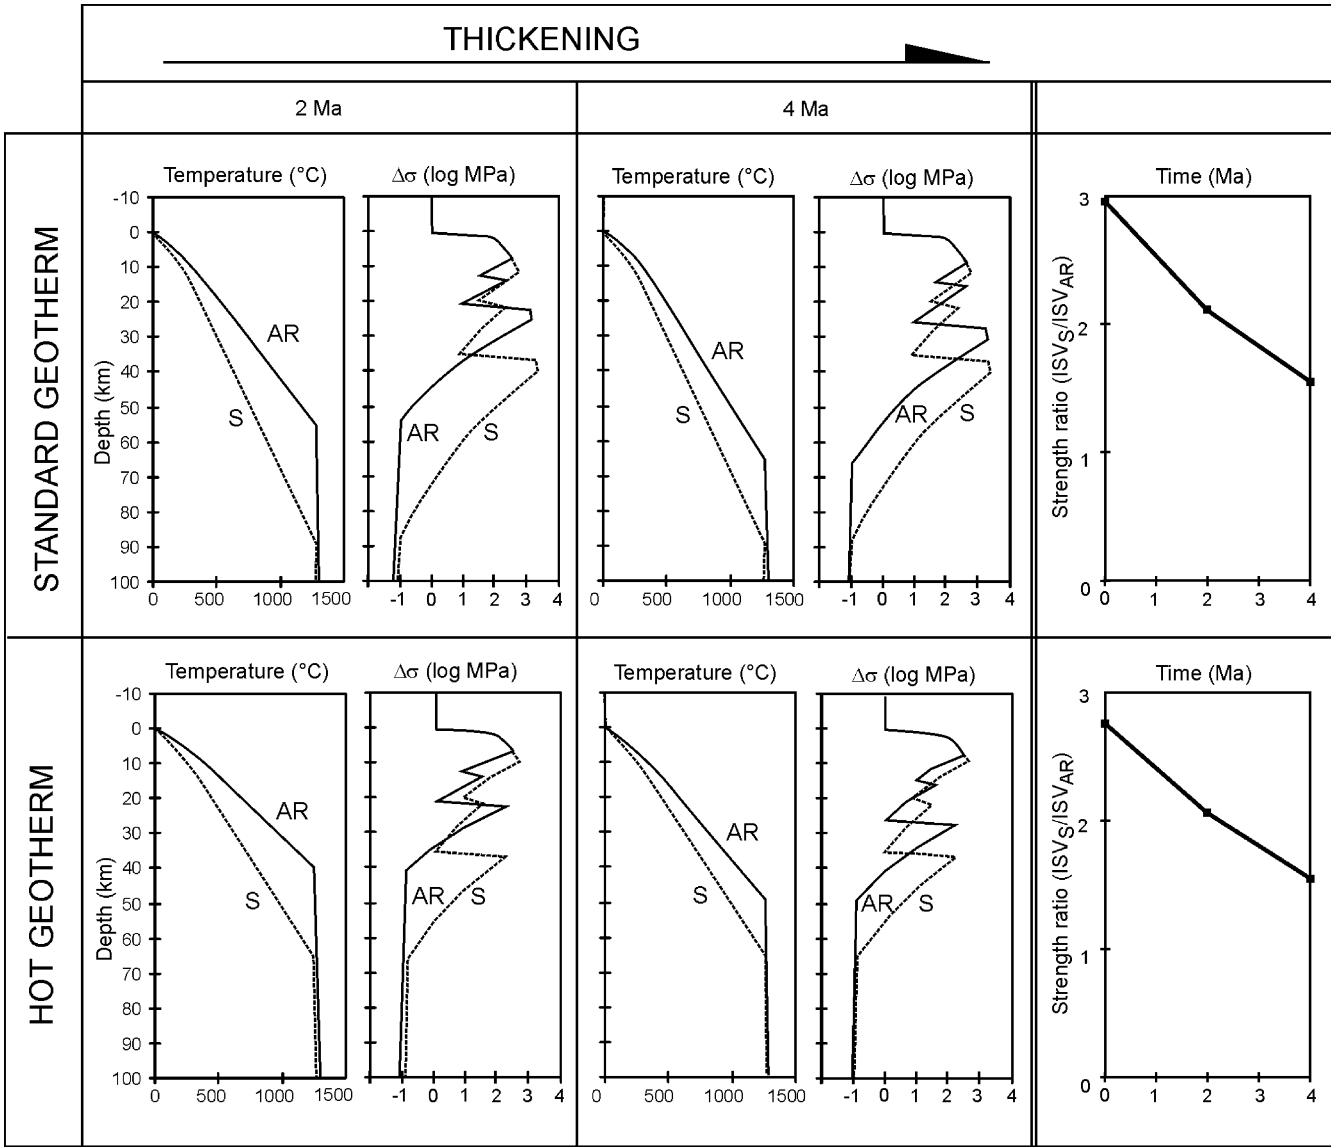 THICKENING
2 Ma
4 Ma
STANDARD GEOTHERM
Temperature (°C)
Δσ (log MPa)
Temperature (°C)
Δσ (log MPa)
Time (Ma)
Depth (km)
-10
0
10
20
30
40
50
60
70
80
90
100
AR
S
0
500
1000
1500
AR
S
-1
0
1
2
3
4
AR
S
0
500
1000
1500
AR
S
-1
0
1
2
3
4
Strength ratio (ISVS/ISVAR)
3
2
1
0
0
1
2
3
4
HOT GEOTHERM
Temperature (°C)
Δσ (log MPa)
Temperature (°C)
Δσ (log MPa)
Time (Ma)
Depth (km)
-10
0
10
20
30
40
50
60
70
80
90
100
AR
S
0
500
1000
1500
AR
S
-1
0
1
2
3
4
AR
S
0
500
1000
1500
AR
S
-1
0
1
2
3
4
Strength ratio (ISVS/ISVAR)
3
2
1
0
0
1
2
3
4